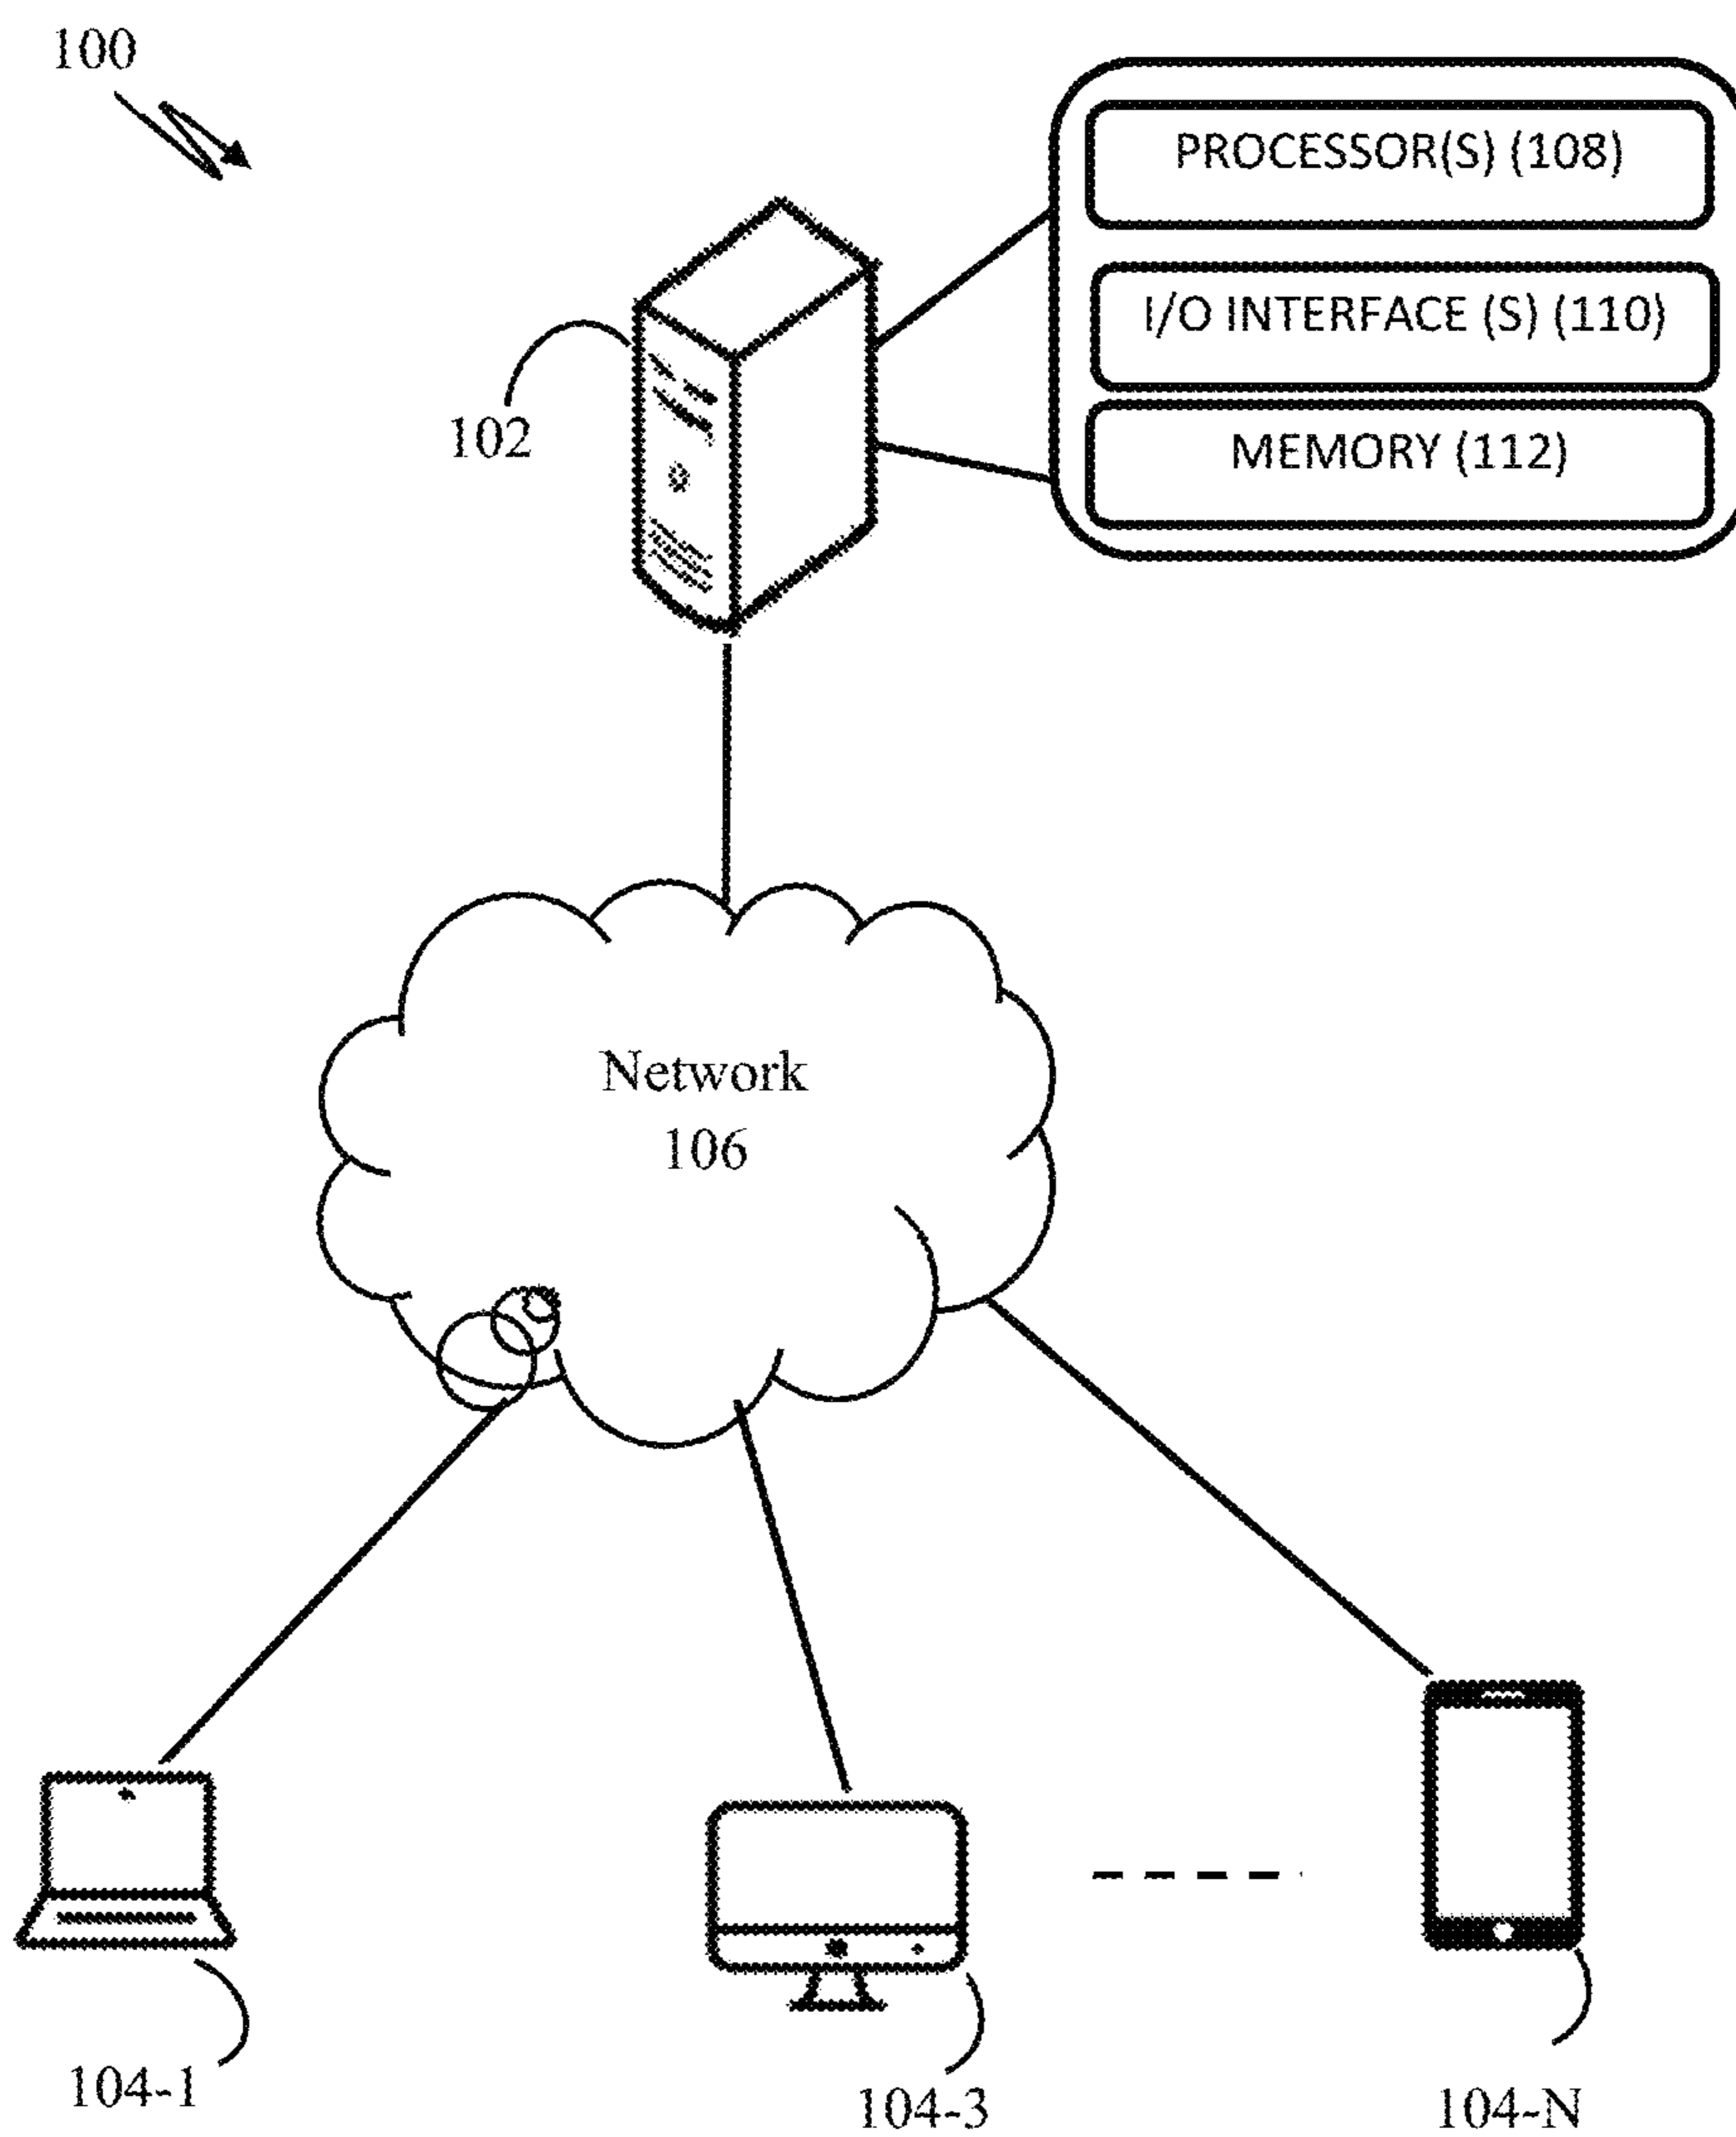 100
PROCESSOR(S) (108)
I/O INTERFACE (S) (110)
MEMORY (112)
102
Network
106
104-1
104-3
104-N